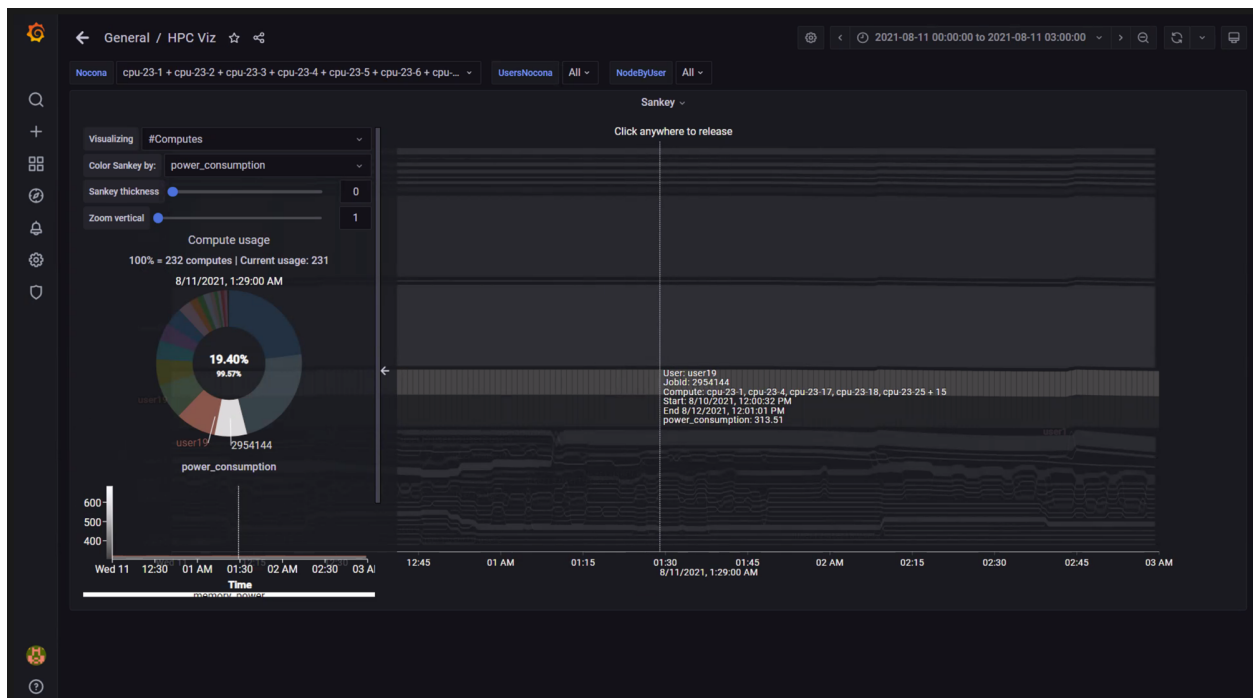 General / HPC Viz
2021-08-11 00:00:00 to 2021-08-11 03:00:00
Nocona cpu-23-1 + cpu-23-2 + cpu-23-3 + cpu-23-4 + cpu-23-5 + cpu-23-6 + cpu-... UsersNocona All NodeByUser All
Sankey
Click anywhere to release
Visualizing #Computes
Color Sankey by: power_consumption
Sankey thickness 0
Zoom vertical 1
Compute usage
100% = 232 computes | Current usage: 231
8/11/2021, 1:29:00 AM
19.40%
99.57%
user19
2954144
power_consumption
600
500
400
Wed 11 12:30 01 AM 01:30 02 AM 02:30 03 A
Time
memory_power
User: user19
JobId: 2954144
Compute: cpu-23-1, cpu-23-4, cpu-23-17, cpu-23-18, cpu-23-25 + 15
Start: 8/10/2021, 12:00:32 PM
End 8/12/2021, 12:01:01 PM
power_consumption: 313.51
12:45 01 AM 01:15 01:30 01:45 02 AM 02:15 02:30 02:45 03 AM
8/11/2021, 1:29:00 AM